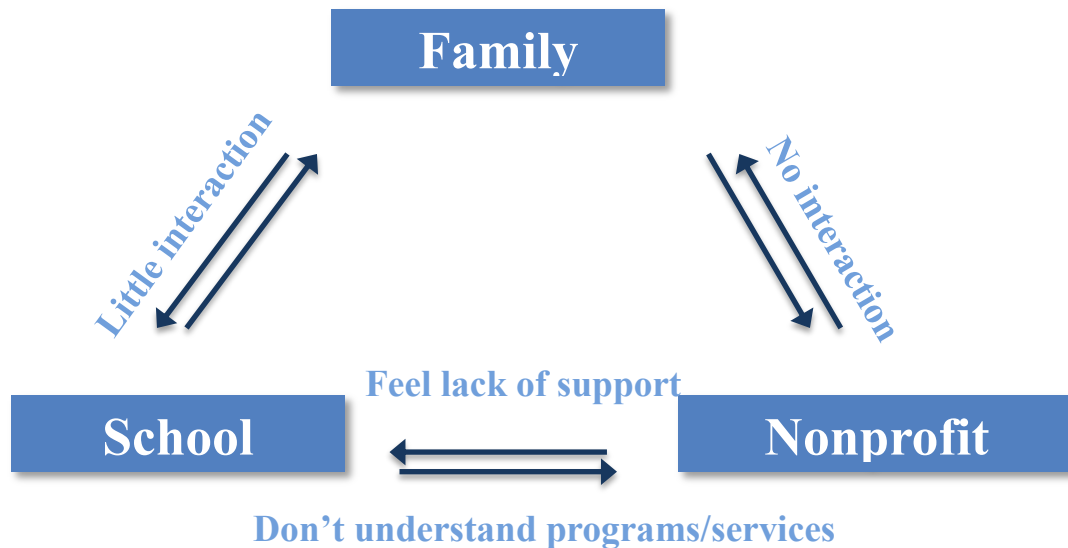 Family
Little interaction
No interaction
Feel lack of support
School
Nonprofit
Don’t understand programs/services